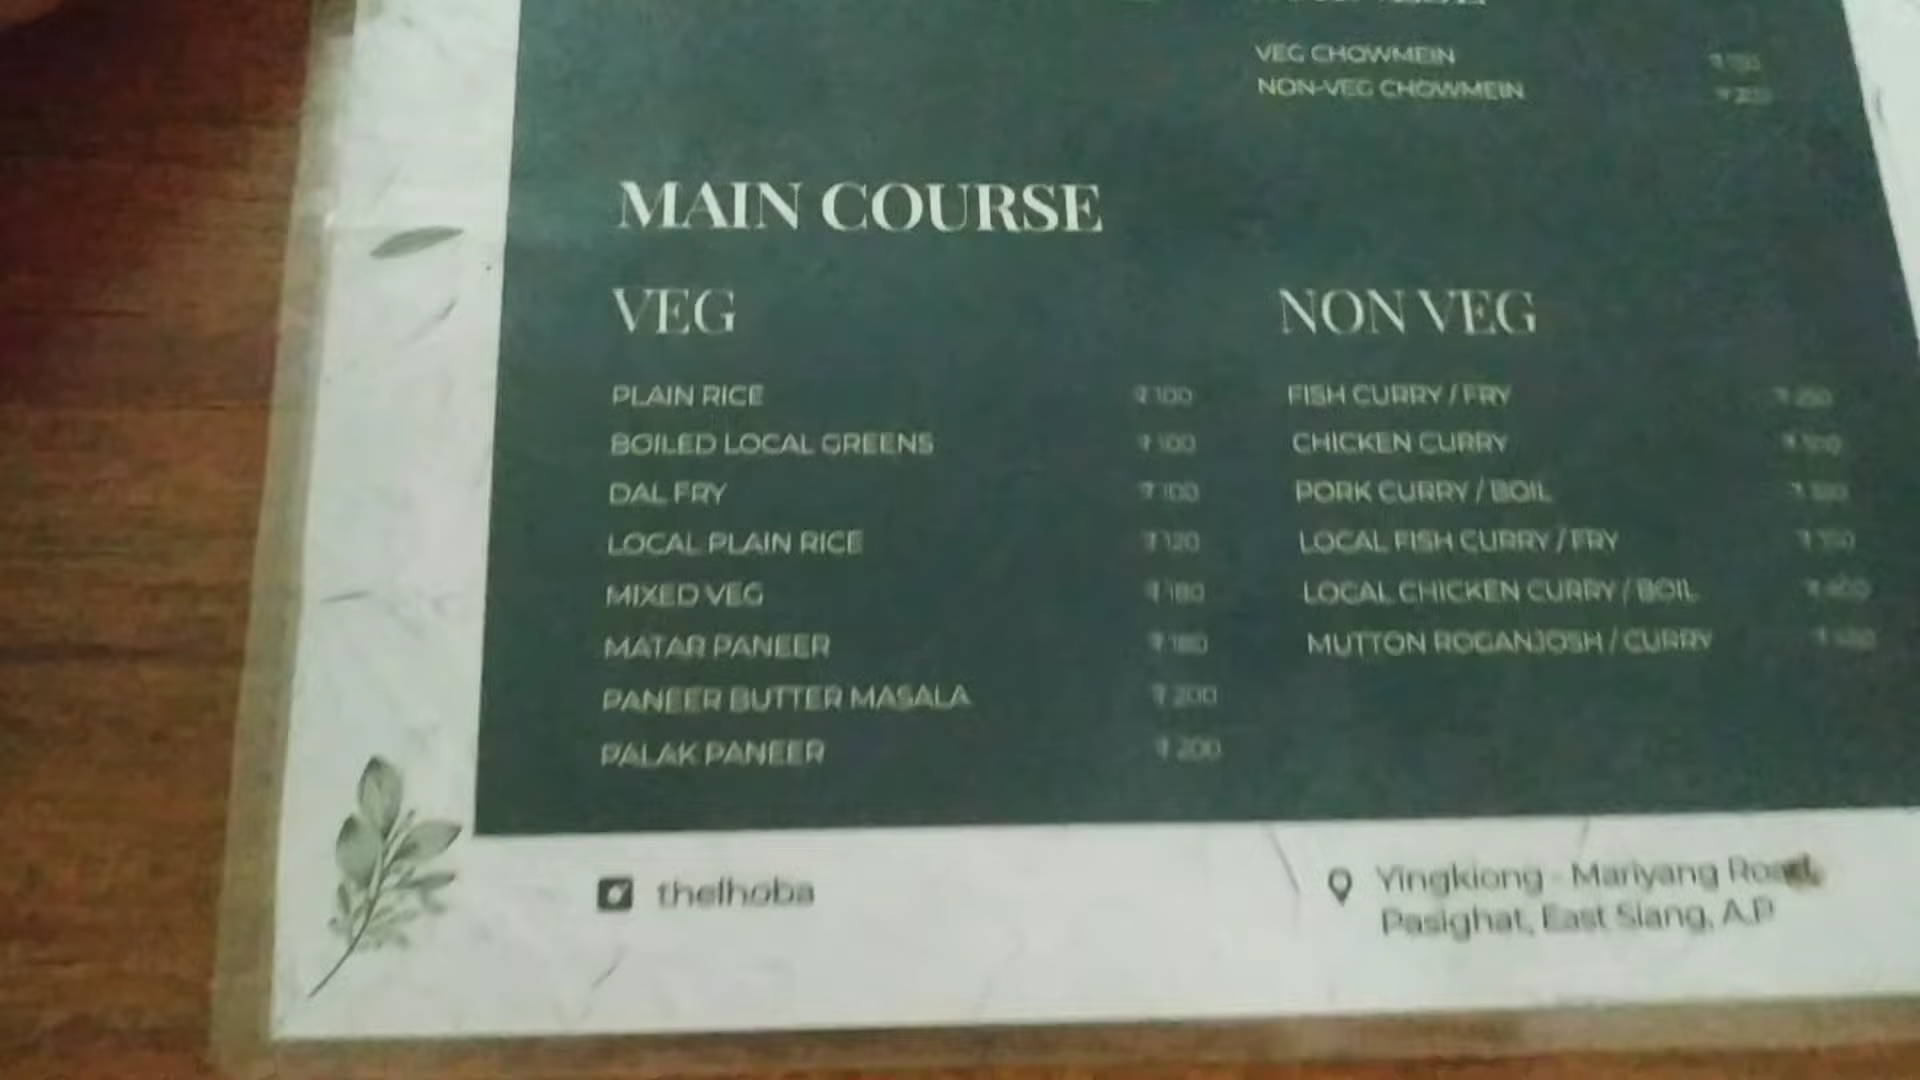 VEG CHOWMEIN
NON-VEG CHOWMEIN
MAIN COURSE
VEG
PLAIN RICE ₹ 100
BOILED LOCAL GREENS ₹ 100
DAL FRY ₹ 100
LOCAL PLAIN RICE ₹ 120
MIXED VEG ₹ 180
MATAR PANEER ₹ 180
PANEER BUTTER MASALA ₹ 200
PALAK PANEER ₹ 200
NON VEG
FISH CURRY / FRY
CHICKEN CURRY
PORK CURRY / BOIL
LOCAL FISH CURRY / FRY
LOCAL CHICKEN CURRY / BOIL
MUTTON ROGANJOSH / CURRY
thelhoba
Yingkiong - Mariyang Road,
Pasighat, East Siang, A.P